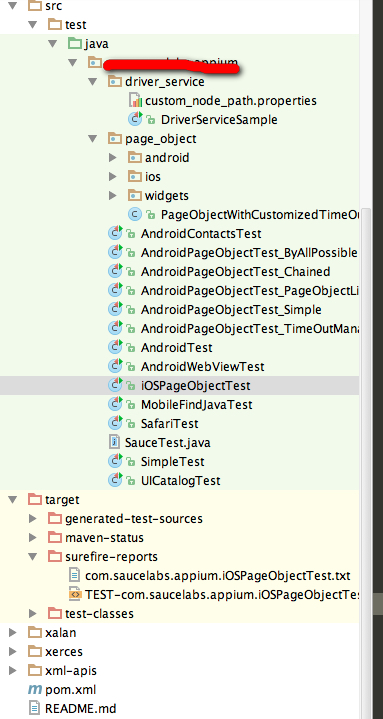 src
test
java
appium
driver_service
custom_node_path.properties
DriverServiceSample
page_object
android
ios
widgets
PageObjectWithCustomizedTimeOu
AndroidContactsTest
AndroidPageObjectTest_ByAllPossible
AndroidPageObjectTest_Chained
AndroidPageObjectTest_PageObjectLi
AndroidPageObjectTest_Simple
AndroidPageObjectTest_TimeOutMana
AndroidTest
AndroidWebViewTest
iOSPageObjectTest
MobileFindJavaTest
SafariTest
SauceTest.java
SimpleTest
UICatalogTest
target
generated-test-sources
maven-status
surefire-reports
com.saucelabs.appium.iOSPageObjectTest.txt
TEST-com.saucelabs.appium.iOSPageObjectTe
test-classes
xalan
xerces
xml-apis
pom.xml
README.md